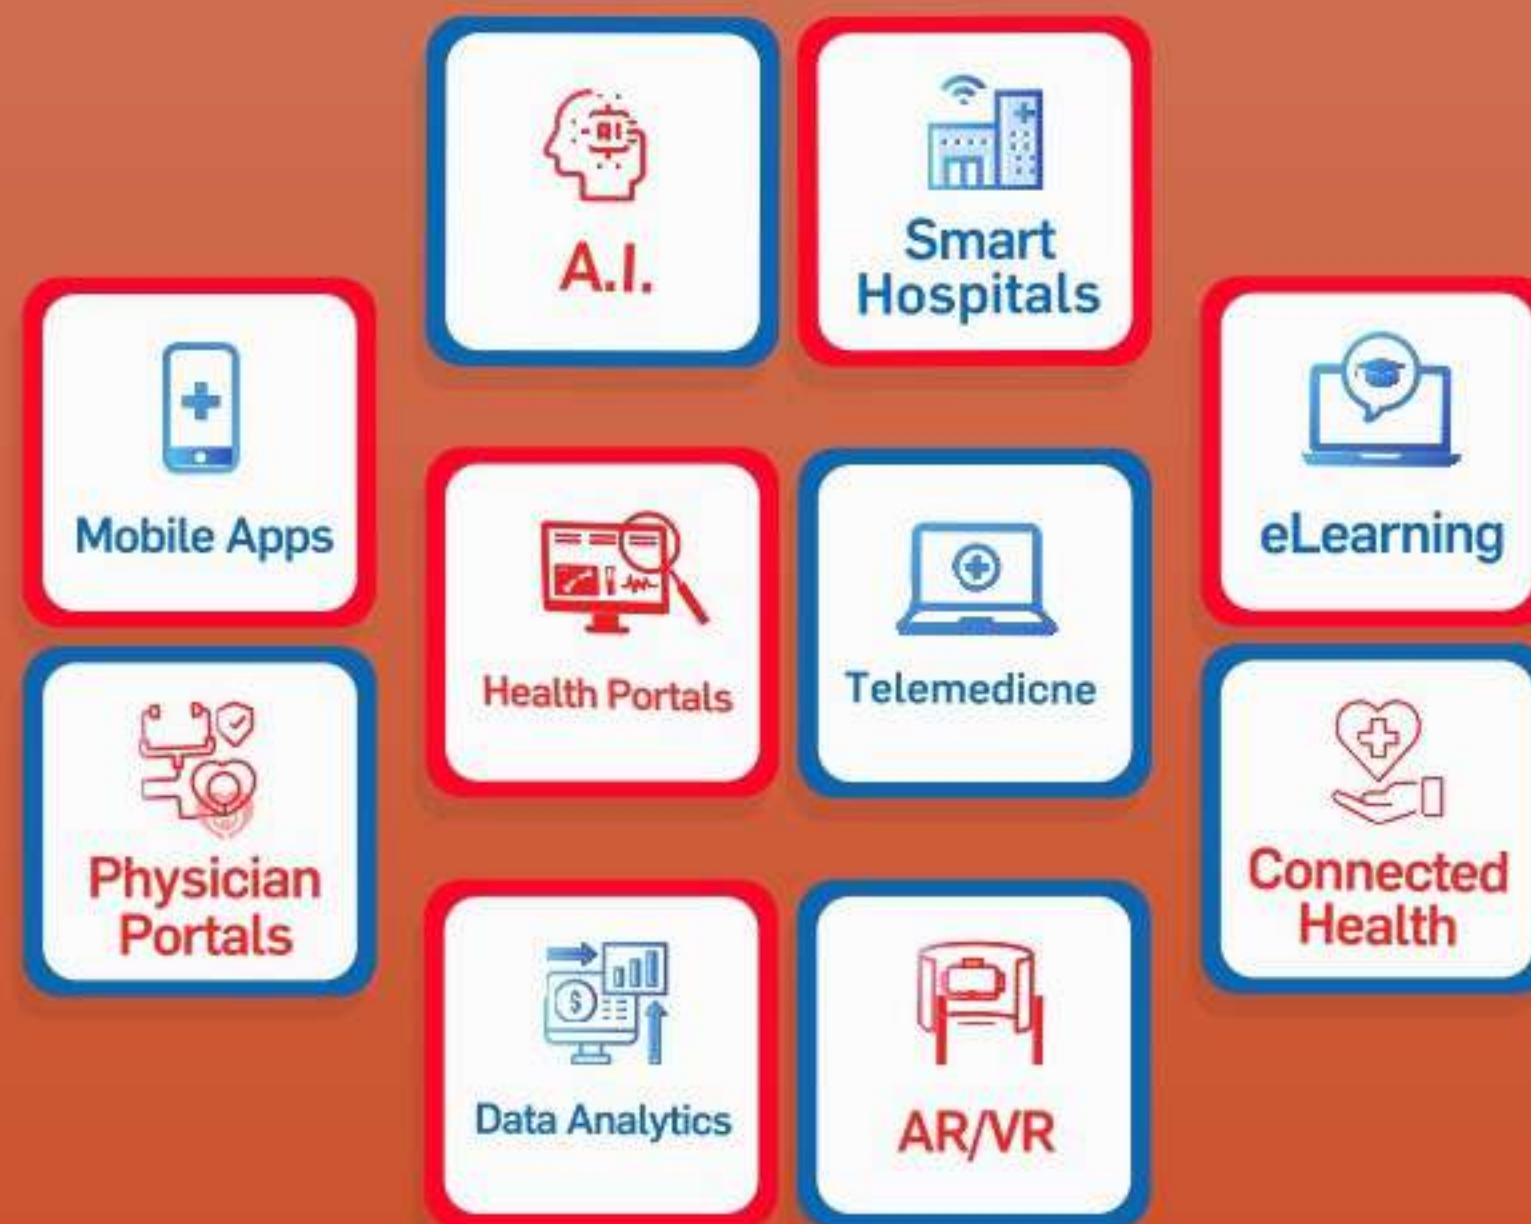 A.I.
Smart
Hospitals
Mobile Apps
eLearning
Health Portals
Telemedicne
Physician
Portals
Connected
Health
Data Analytics
AR/VR